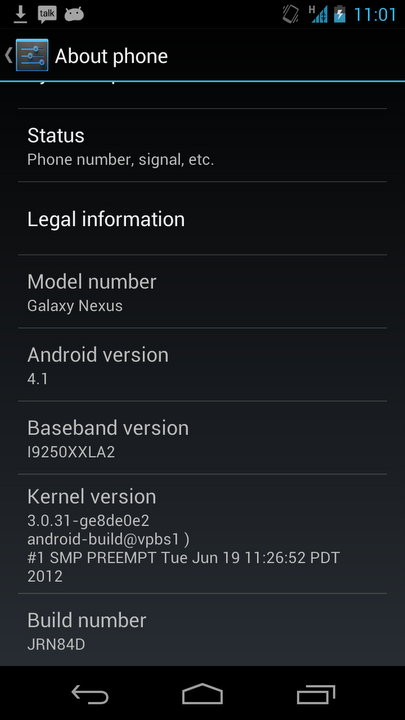 talk
H
11:01
About phone
Status
Phone number, signal, etc.
Legal information
Model number
Galaxy Nexus
Android version
4.1
Baseband version
I9250XXLA2
Kernel version
3.0.31-ge8de0e2
android-build@vpbs1 )
#1 SMP PREEMPT Tue Jun 19 11:26:52 PDT
2012
Build number
JRN84D